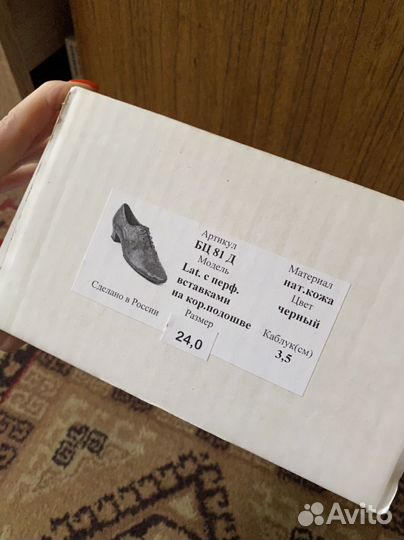 Артикул
БЦ 81 Д
Модель
Lat. с перф.
вставками
на кор.подошве
Размер
24,0
Материал
нат.кожа
Цвет
черный
Каблук(см)
3,5
Сделано в России
Avito